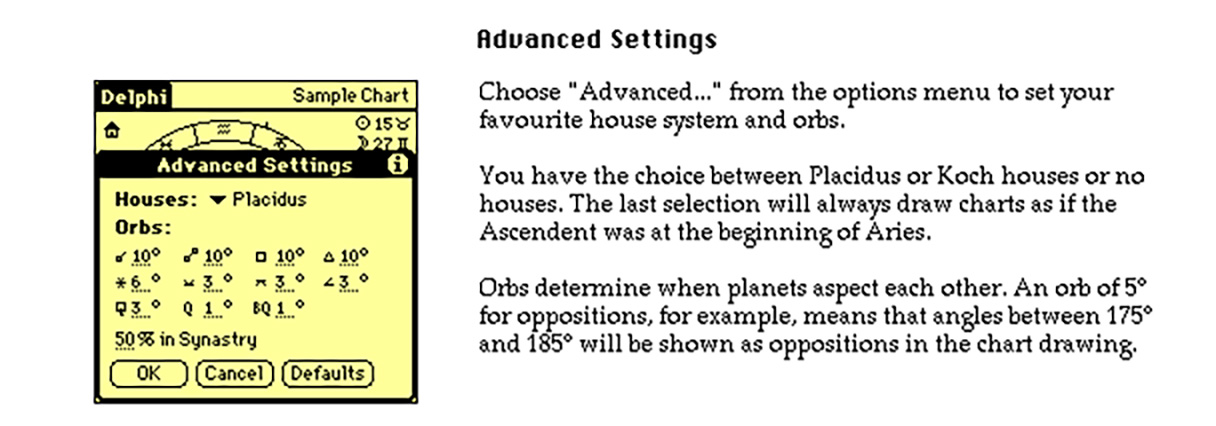 Advanced Settings
Choose "Advanced..." from the options menu to set your
favourite house system and orbs.
You have the choice between Placidus or Koch houses or no
houses. The last selection will always draw charts as if the
Ascendent was at the beginning of Aries.
Orbs determine when planets aspect each other. An orb of 5°
for oppositions, for example, means that angles between 175°
and 185° will be shown as oppositions in the chart drawing.
Delphi Sample Chart
☉ 15 ♉
☽ 27 ♊
Advanced Settings i
Houses: ▼ Placidus
Orbs:
☌ 10° ☍ 10° □ 10° △ 10°
⚹ 6° ⚺ 3° ⚻ 3° ∠ 3°
⚼ 3° Q 1° BQ 1°
50% in Synastry
OK Cancel Defaults